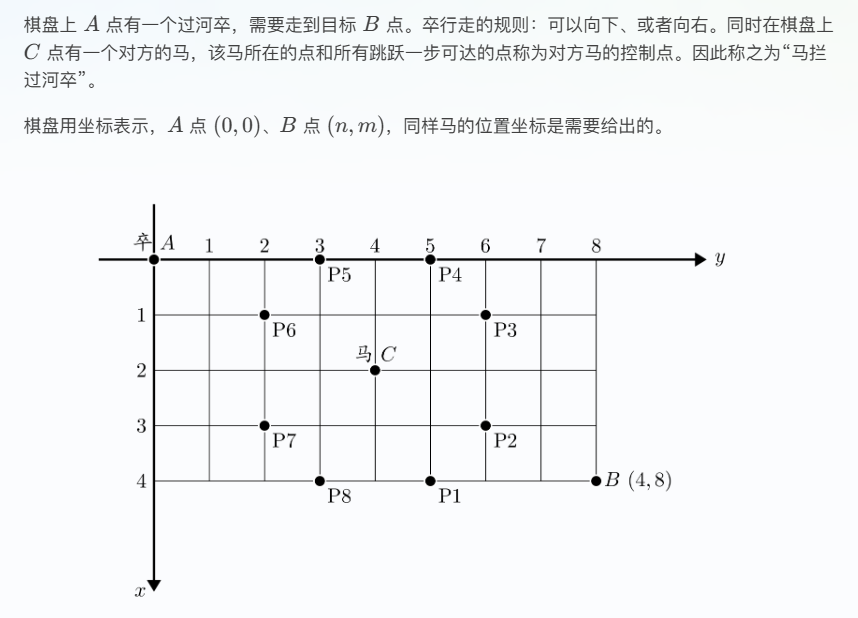 棋盘上 A 点有一个过河卒，需要走到目标 B 点。卒行走的规则：可以向下、或者向右。同时在棋盘上
C 点有一个对方的马，该马所在的点和所有跳跃一步可达的点称为对方马的控制点。因此称之为“马拦
过河卒”。
棋盘用坐标表示，A 点 (0, 0)、B 点 (n, m)，同样马的位置坐标是需要给出的。
卒 A 1 2 3 4 5 6 7 8 y
P5 P4
1
P6 P3
马 C
2
3
P7 P2
4 B (4, 8)
P8 P1
x